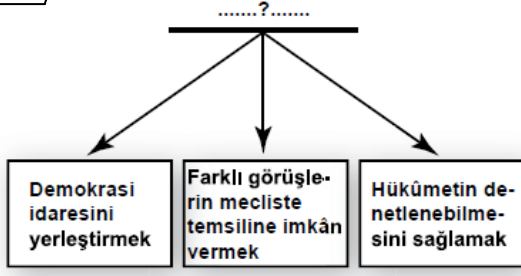 .......?.......
Demokrasi
idaresini
yerleştirmek
Farklı görüşle-
rin mecliste
temsiline imkân
vermek
Hükûmetin de-
netlenebilme-
sini sağlamak